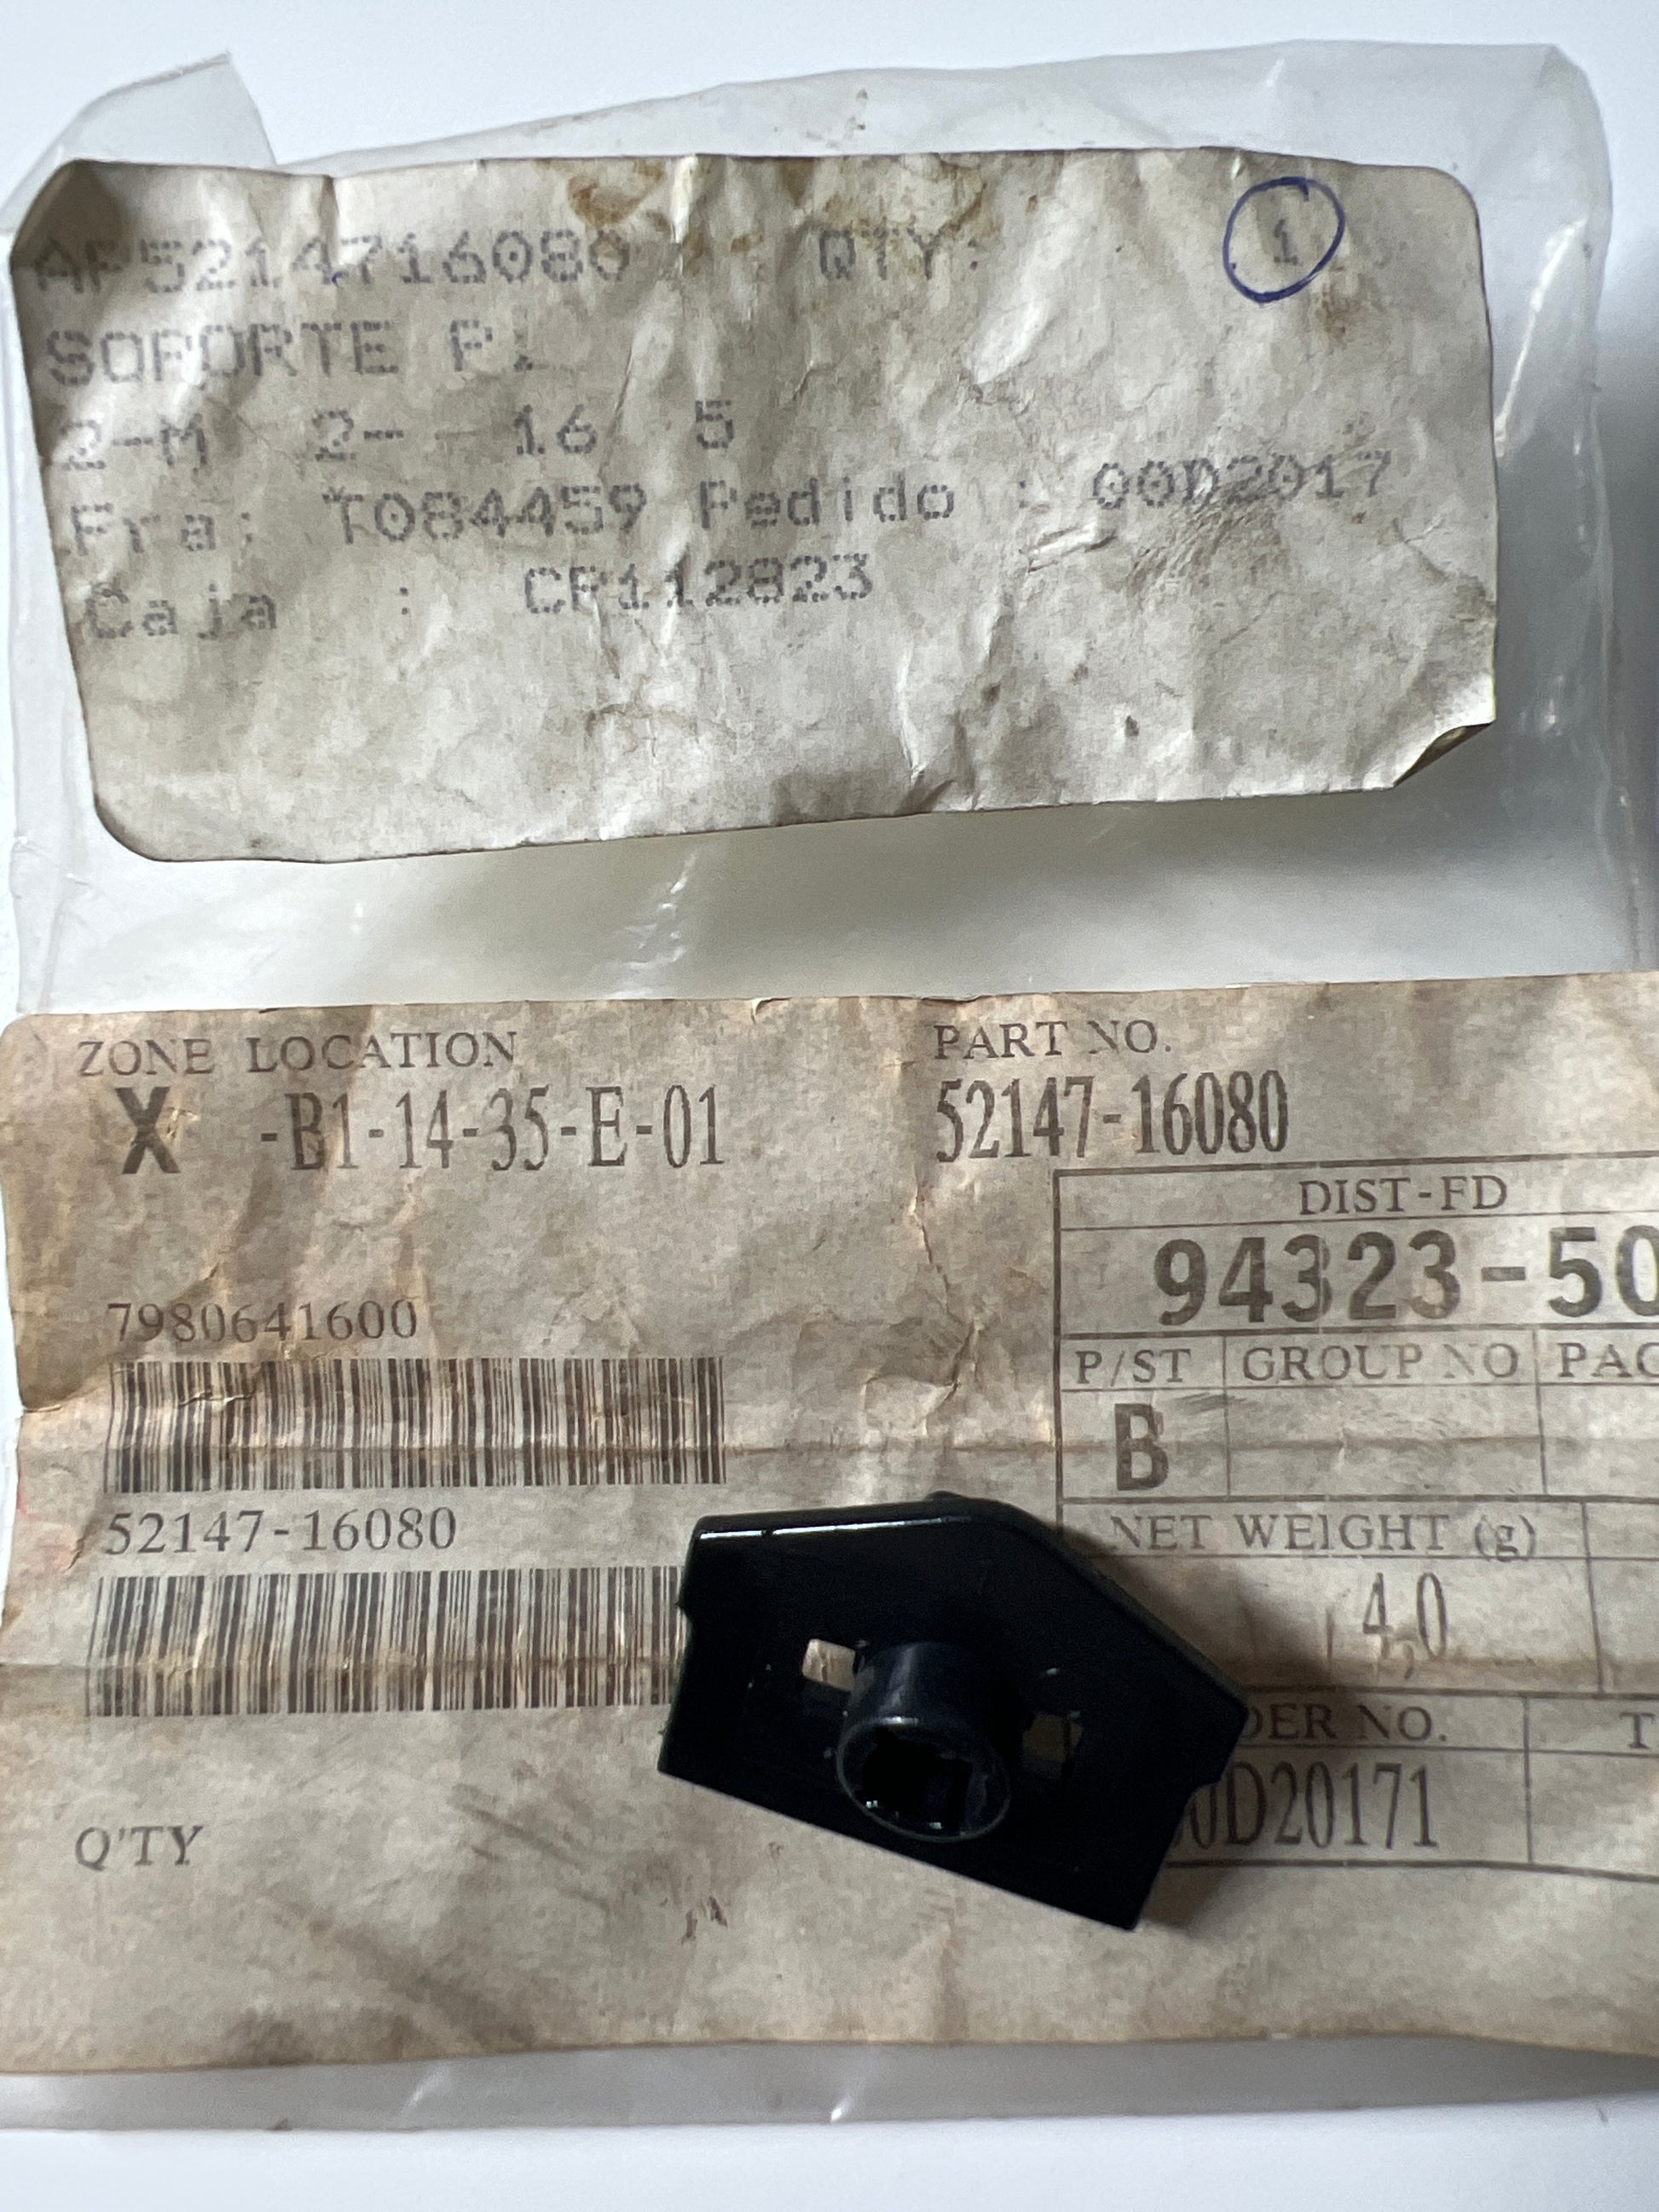 AP5214716080 QTY: 1
SOPORTE
2-M 2- 16 5
Fra: T084459 Pedido : 00D2017
Caja : CP112823
ZONE LOCATION PART NO.
X -B1-14-35-E-01 52147-16080
DIST-FD
94323-50
7980641600
P/ST GROUP NO PAC
B
52147-16080
NET WEIGHT (g)
4,0
DER NO. T
0D20171
Q'TY